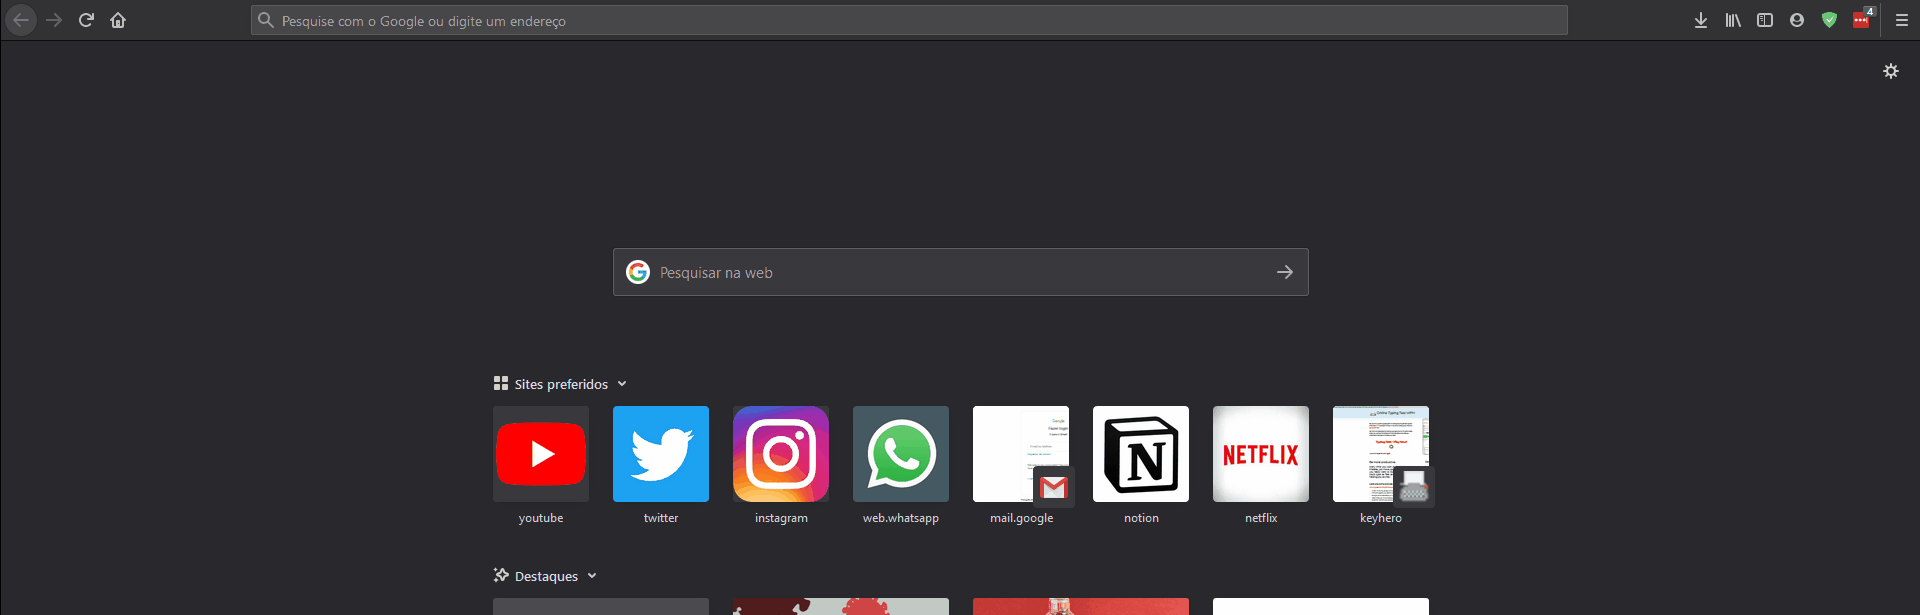 Pesquise com o Google ou digite um endereço
4
Pesquisar na web
Sites preferidos
NETFLIX
youtube
twitter
instagram
web.whatsapp
mail.google
notion
netflix
keyhero
Destaques